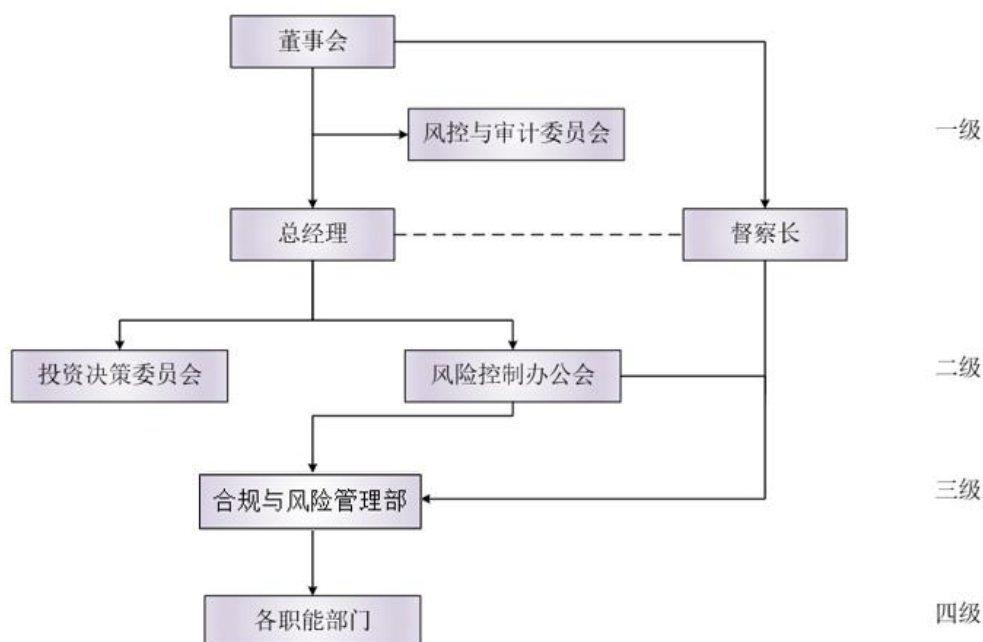 董事会
风控与审计委员会
一级
总经理
督察长
投资决策委员会
风险控制办公会
二级
合规与风险管理部
三级
各职能部门
四级